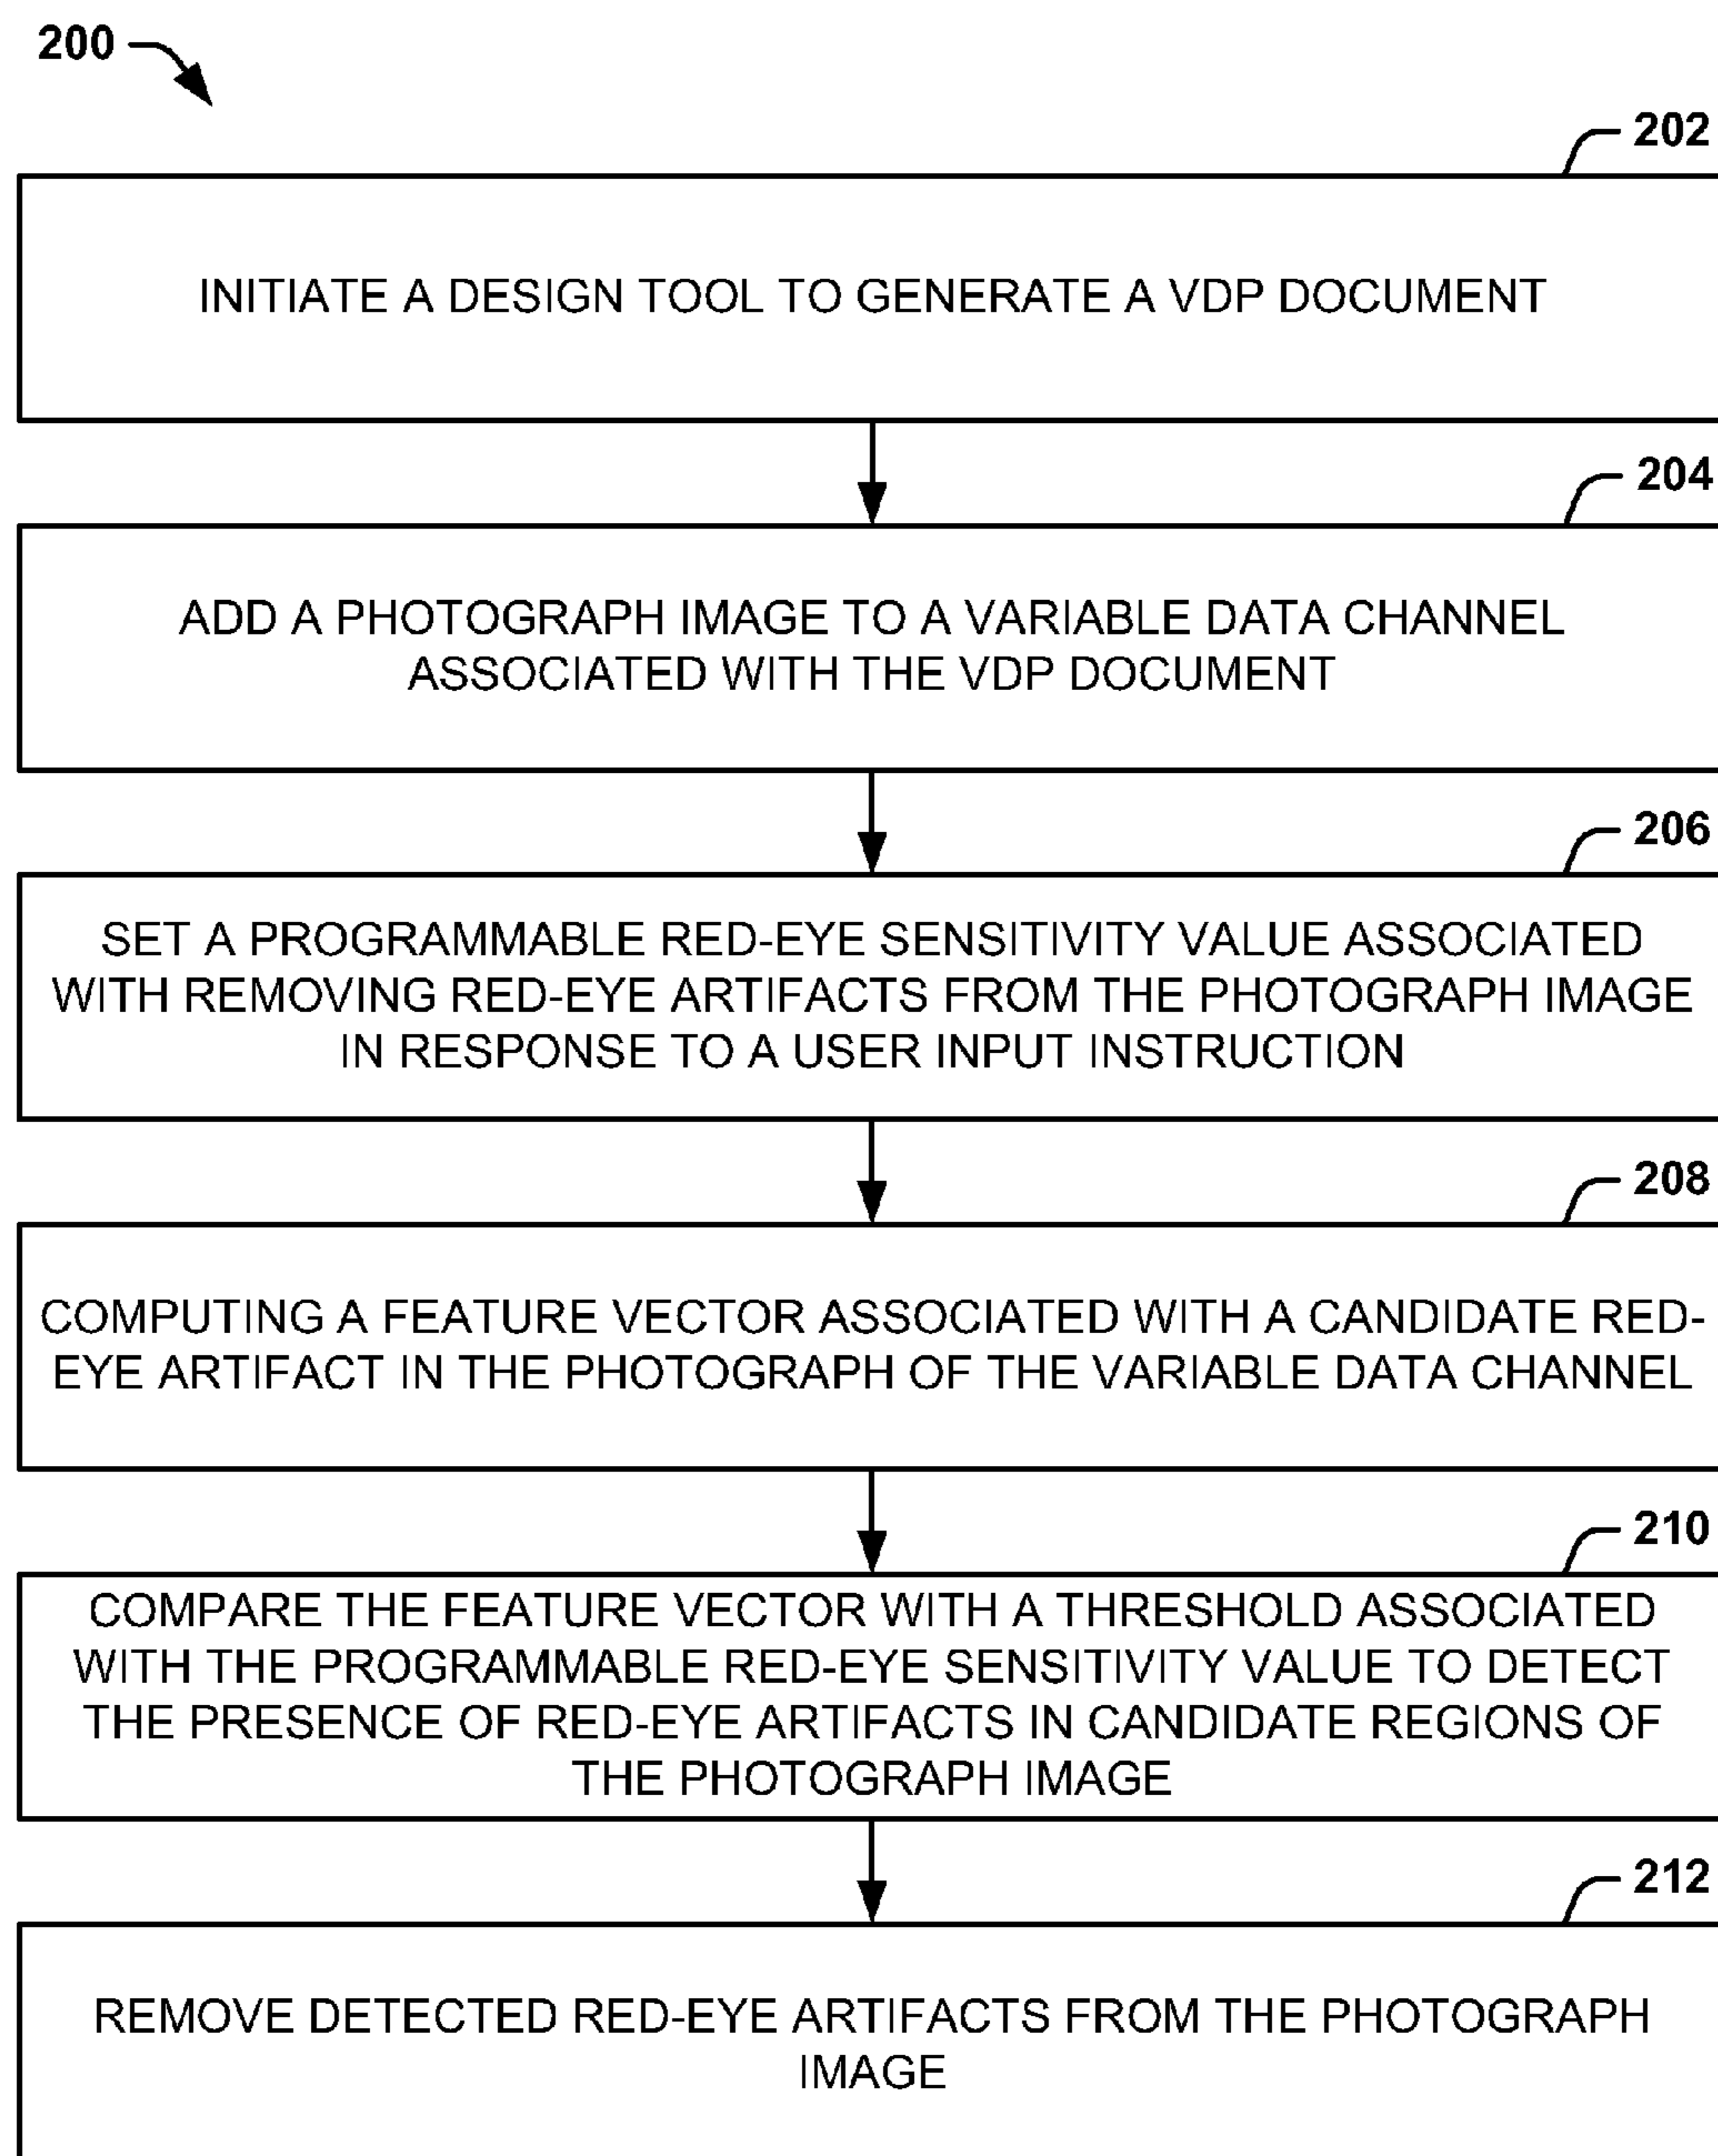 200
202
INITIATE A DESIGN TOOL TO GENERATE A VDP DOCUMENT
204
ADD A PHOTOGRAPH IMAGE TO A VARIABLE DATA CHANNEL
ASSOCIATED WITH THE VDP DOCUMENT
206
SET A PROGRAMMABLE RED-EYE SENSITIVITY VALUE ASSOCIATED
WITH REMOVING RED-EYE ARTIFACTS FROM THE PHOTOGRAPH IMAGE
IN RESPONSE TO A USER INPUT INSTRUCTION
208
COMPUTING A FEATURE VECTOR ASSOCIATED WITH A CANDIDATE RED-
EYE ARTIFACT IN THE PHOTOGRAPH OF THE VARIABLE DATA CHANNEL
210
COMPARE THE FEATURE VECTOR WITH A THRESHOLD ASSOCIATED
WITH THE PROGRAMMABLE RED-EYE SENSITIVITY VALUE TO DETECT
THE PRESENCE OF RED-EYE ARTIFACTS IN CANDIDATE REGIONS OF
THE PHOTOGRAPH IMAGE
212
REMOVE DETECTED RED-EYE ARTIFACTS FROM THE PHOTOGRAPH
IMAGE